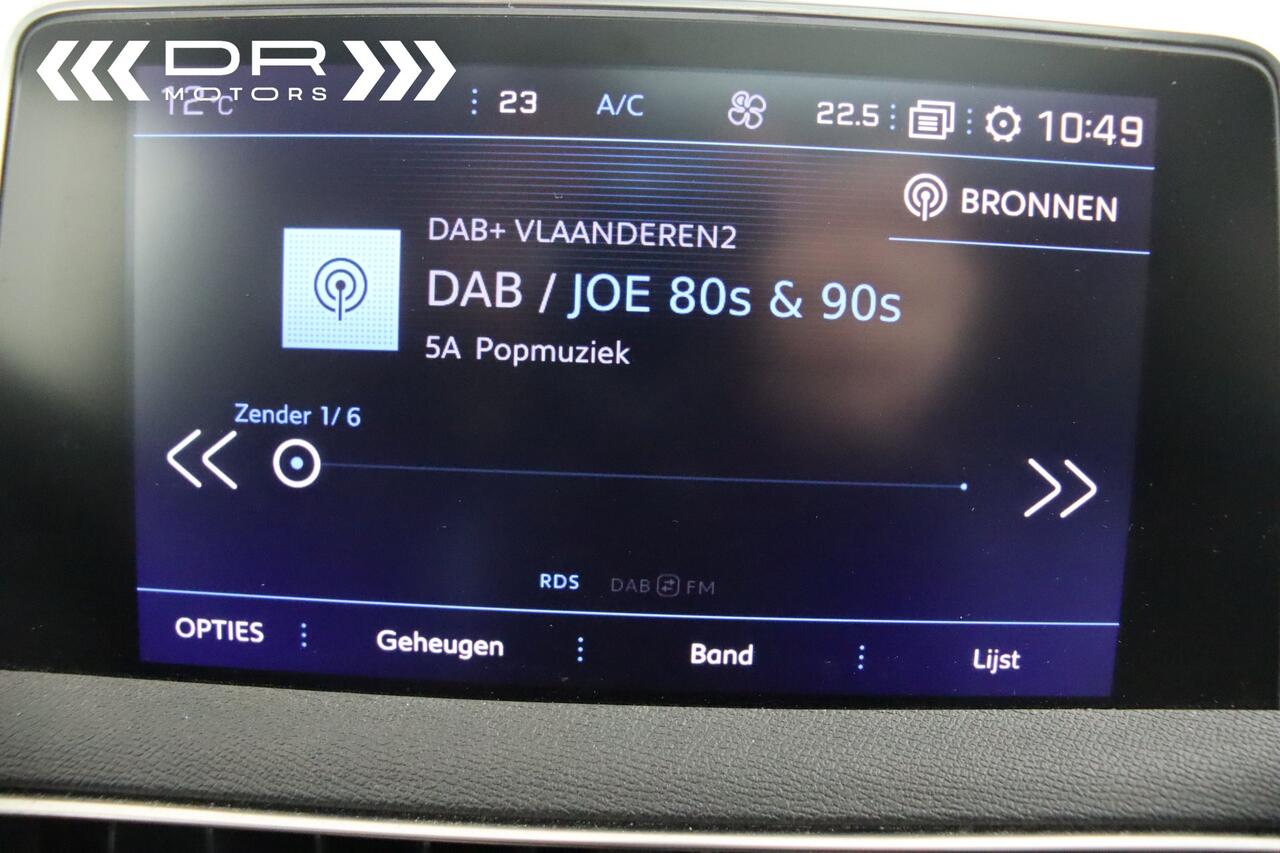 DR
MOTORS
12°C 23 A/C 22.5 10:49
BRONNEN
DAB+ VLAANDEREN2
DAB / JOE 80s & 90s
5A Popmuziek
Zender 1/ 6
RDS DAB FM
OPTIES Geheugen Band Lijst